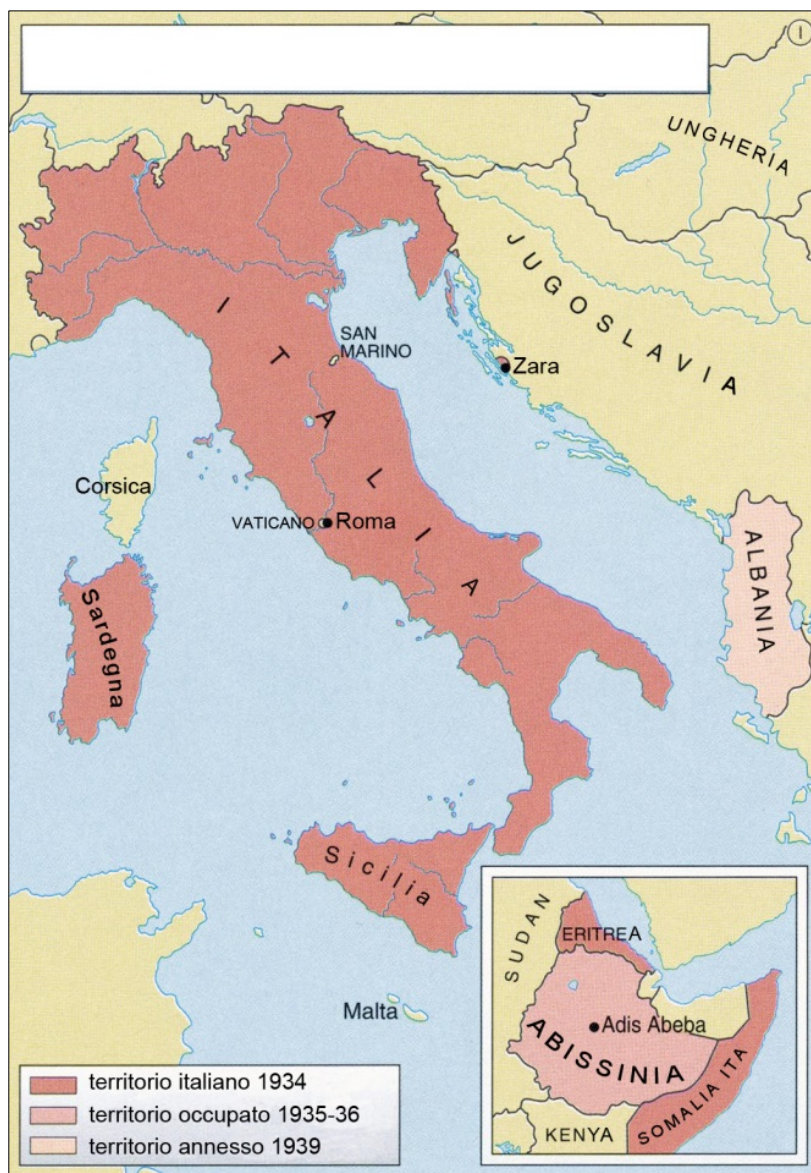 I
UNGHERIA
JUGOSLAVIA
ITALIA
SAN
MARINO
Zara
Corsica
VATICANO
Roma
ALBANIA
Sardegna
Sicilia
Malta
SUDAN
ERITREA
Adis Abeba
ABISSINIA
SOMALIA ITA
KENYA
territorio italiano 1934
territorio occupato 1935-36
territorio annesso 1939